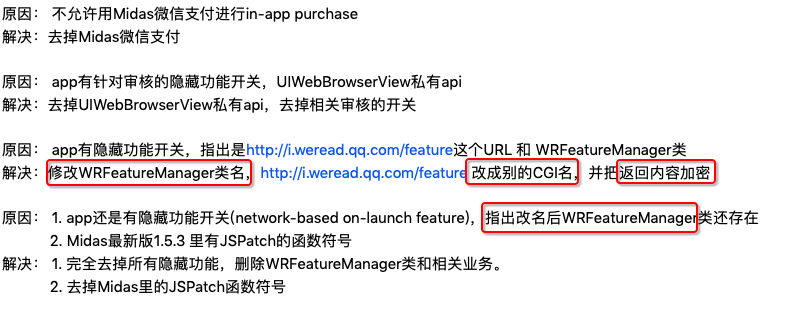 原因： 不允许用Midas微信支付进行in-app purchase
解决：去掉Midas微信支付
原因： app有针对审核的隐藏功能开关，UIWebBrowserView私有api
解决：去掉UIWebBrowserView私有api，去掉相关审核的开关
原因： app有隐藏功能开关，指出是http://i.weread.qq.com/feature这个URL 和 WRFeatureManager类
解决：修改WRFeatureManager类名， http://i.weread.qq.com/feature 改成别的CGI名，并把返回内容加密
原因： 1. app还是有隐藏功能开关(network-based on-launch feature)，指出改名后WRFeatureManager类还存在
2. Midas最新版1.5.3 里有JSPatch的函数符号
解决： 1. 完全去掉所有隐藏功能，删除WRFeatureManager类和相关业务。
2. 去掉Midas里的JSPatch函数符号